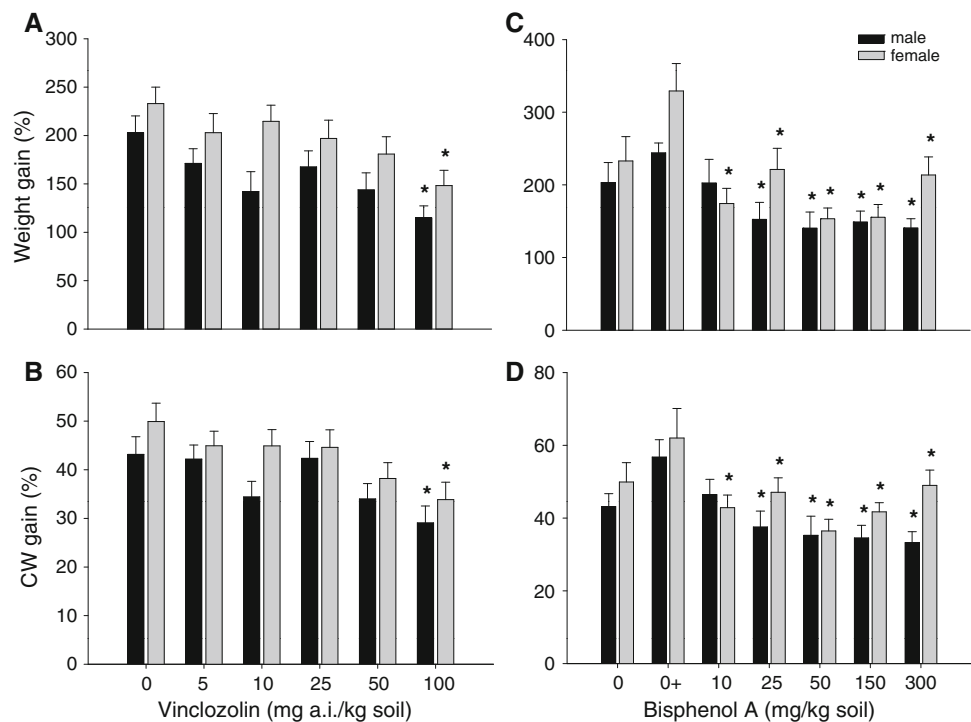 A
Weight gain (%)
300
250
200
150
100
50
0
* *
C
male
female
400
300
200
100
0
* * * * * * * * *
B
CW gain (%)
60
50
40
30
20
10
0
* *
0 5 10 25 50 100
Vinclozolin (mg a.i./kg soil)
D
80
60
40
20
0
* * * * * * * * *
0 0+ 10 25 50 150 300
Bisphenol A (mg/kg soil)